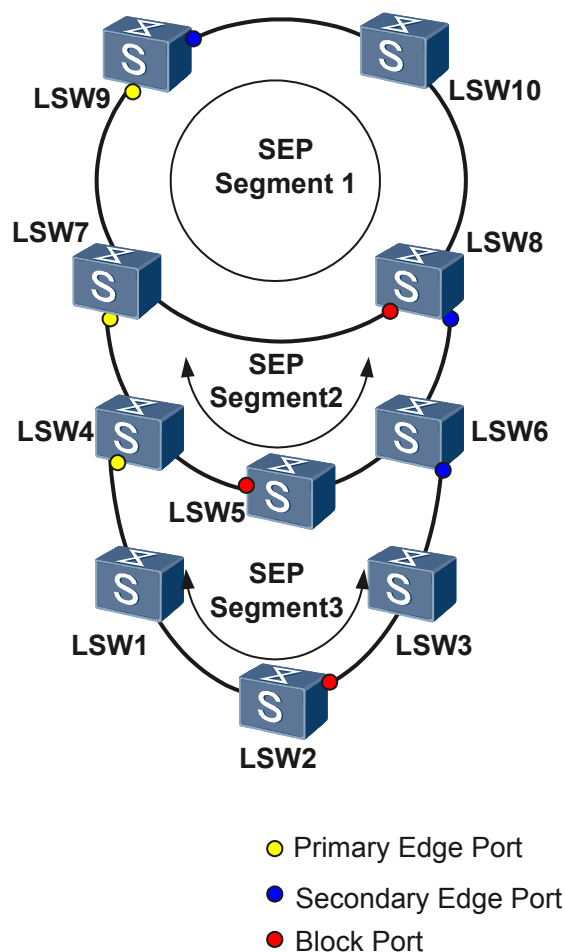 LSW9
LSW10
SEP
Segment 1
LSW7
LSW8
SEP
Segment2
LSW4
LSW6
LSW5
SEP
Segment3
LSW1
LSW3
LSW2
S
S
S
S
S
S
S
S
S
S
Primary Edge Port
Secondary Edge Port
Block Port